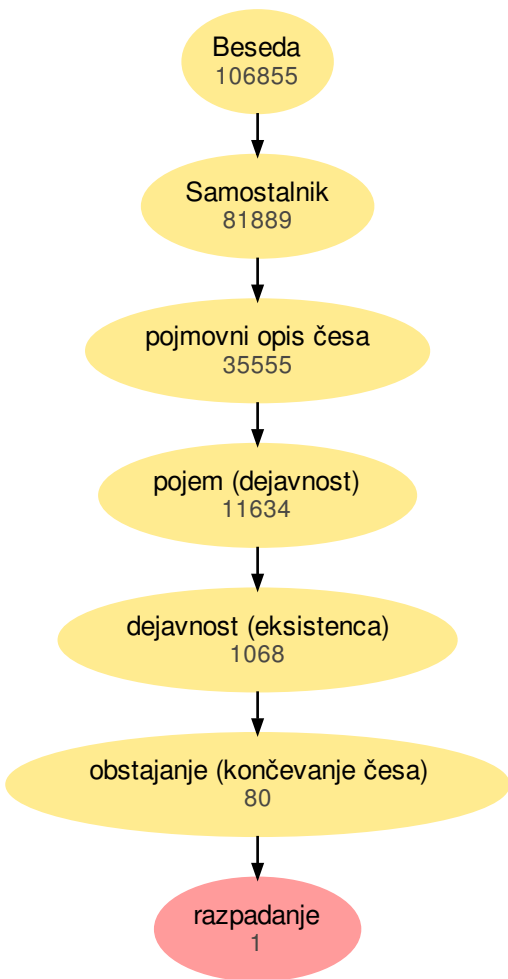 Beseda
106855
Samostalnik
81889
pojmovni opis česa
35555
pojem (dejavnost)
11634
dejavnost (eksistenca)
1068
obstajanje (končevanje česa)
80
razpadanje
1